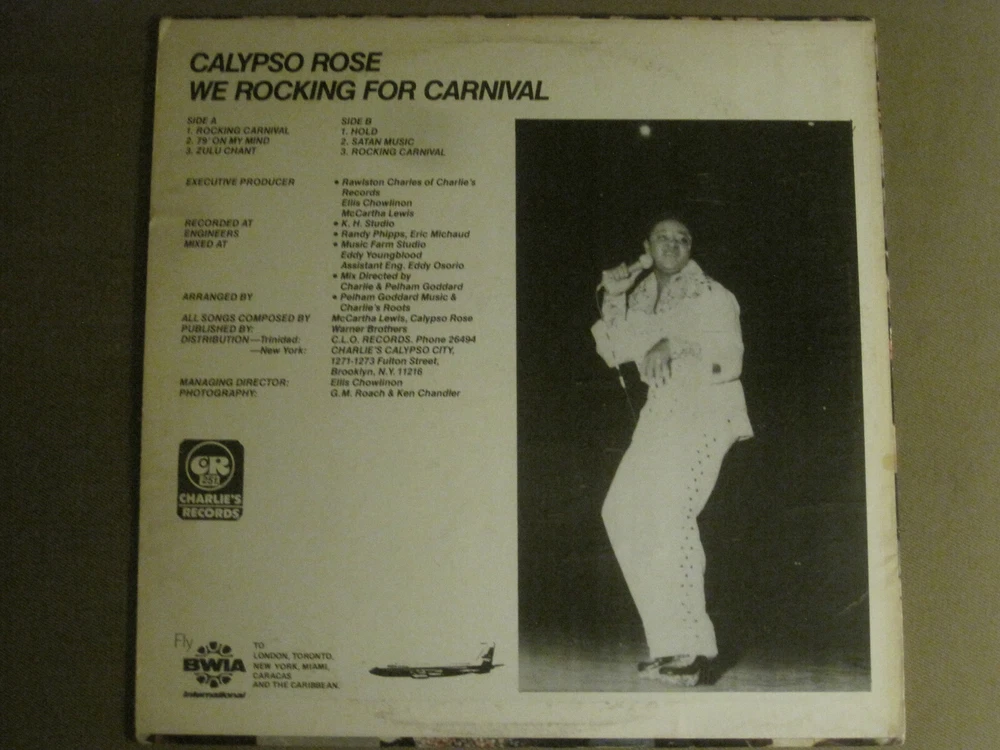 CALYPSO ROSE
WE ROCKING FOR CARNIVAL
SIDE A
1. ROCKING CARNIVAL
2. 79' ON MY MIND
3. ZULU CHANT
SIDE B
1. HOLD
2. SATAN MUSIC
3. ROCKING CARNIVAL
EXECUTIVE PRODUCER • Rawlston Charles of Charlie's
Records
Ellis Chowlinon
McCartha Lewis
RECORDED AT • K. H. Studio
ENGINEERS • Randy Phipps, Eric Michaud
MIXED AT • Music Farm Studio
Eddy Youngblood
Assistant Eng. Eddy Osorio
• Mix Directed by
Charlie & Pelham Goddard
ARRANGED BY • Pelham Goddard Music &
Charlie's Roots
ALL SONGS COMPOSED BY McCartha Lewis, Calypso Rose
PUBLISHED BY: Warner Brothers
DISTRIBUTION—Trinidad: C.L.O. RECORDS. Phone 26494
—New York: CHARLIE'S CALYPSO CITY,
1271-1273 Fulton Street,
Brooklyn, N.Y. 11216
MANAGING DIRECTOR: Ellis Chowlinon
PHOTOGRAPHY: G.M. Roach & Ken Chandler
CR
CHARLIE'S
RECORDS
Fly
BWIA
International
TO
LONDON, TORONTO,
NEW YORK, MIAMI,
CARACAS
AND THE CARIBBEAN.